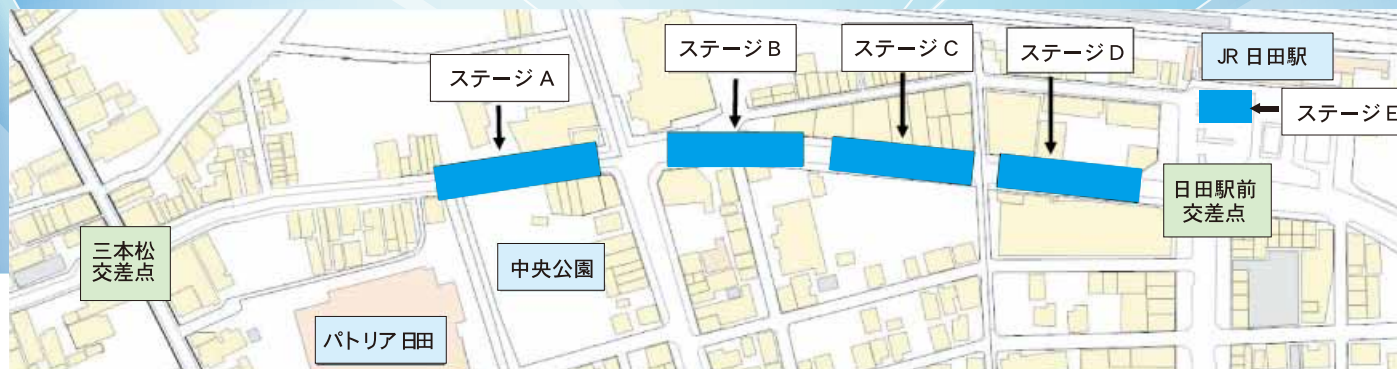 ステージ A
ステージ B
ステージ C
ステージ D
JR 日田駅
ステージ E
三本松
交差点
中央公園
日田駅前
交差点
パトリア 日田